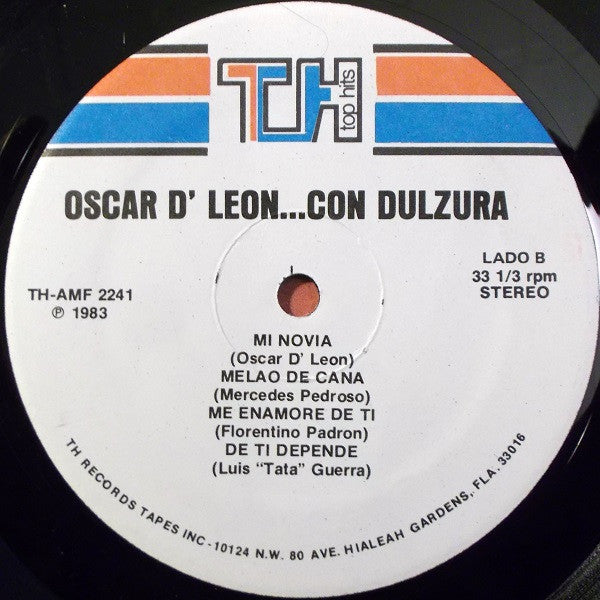 TH top hits
OSCAR D' LEON...CON DULZURA
LADO B
33 1/3 rpm
STEREO
TH-AMF 2241
℗ 1983
MI NOVIA
(Oscar D' Leon)
MELAO DE CANA
(Mercedes Pedroso)
ME ENAMORE DE TI
(Florentino Padron)
DE TI DEPENDE
(Luis "Tata" Guerra)
TH RECORDS TAPES INC - 10124 N.W. 80 AVE. HIALEAH GARDENS, FLA. 33016